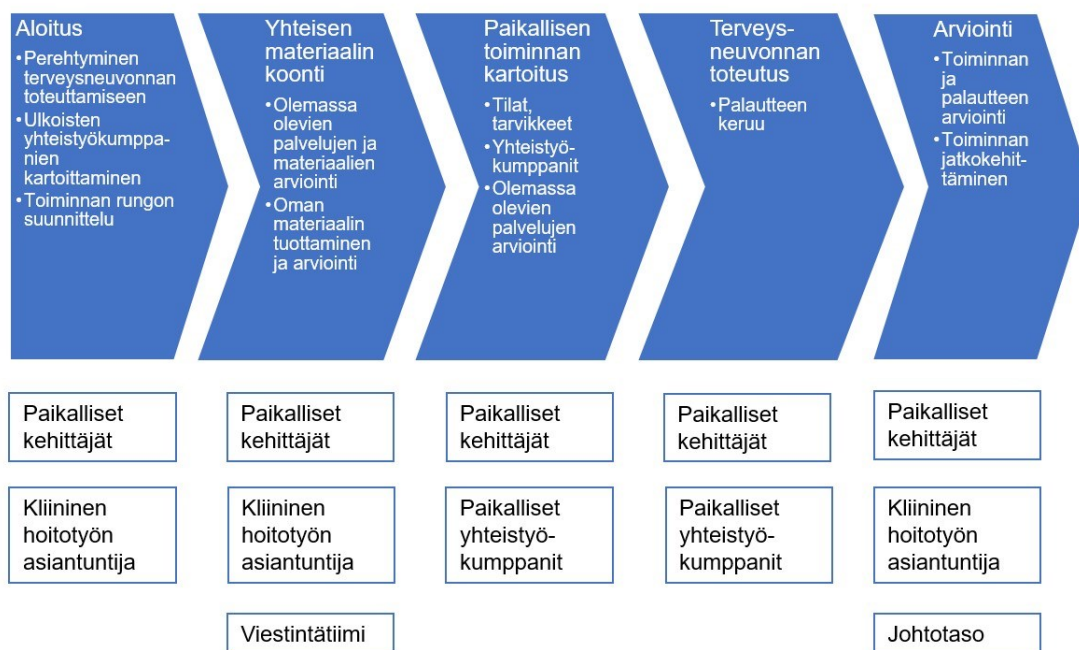 Aloitus
•Perehtyminen
terveysneuvonnan
toteuttamiseen
•Ulkoisten
yhteistyökumppa-
nien
kartoittaminen
•Toiminnan rungon
suunnittelu
Yhteisen
materiaalin
koonti
•Olemassa
olevien
palvelujen ja
materiaalien
arviointi
•Oman
materiaalin
tuottaminen
ja arviointi
Paikallisen
toiminnan
kartoitus
•Tilat,
tarvikkeet
•Yhteistyö-
kumppanit
•Olemassa
olevien
palvelujen
arviointi
Terveys-
neuvonnan
toteutus
•Palautteen
keruu
Arviointi
•Toiminnan
ja
palautteen
arviointi
•Toiminnan
jatkokehit-
täminen
Paikalliset
kehittäjät
Paikalliset
kehittäjät
Paikalliset
kehittäjät
Paikalliset
kehittäjät
Paikalliset
kehittäjät
Kliininen
hoitotyön
asiantuntija
Kliininen
hoitotyön
asiantuntija
Paikalliset
yhteistyö-
kumppanit
Paikalliset
yhteistyö-
kumppanit
Kliininen
hoitotyön
asiantuntija
Viestintätiimi
Johtotaso